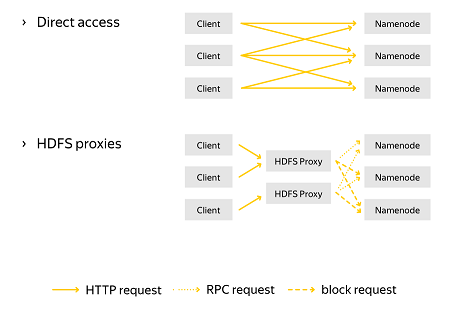 › Direct access
Client Namenode
Client Namenode
Client Namenode
› HDFS proxies
Client Namenode
HDFS Proxy
Client Namenode
HDFS Proxy
Client Namenode
HTTP request RPC request block request